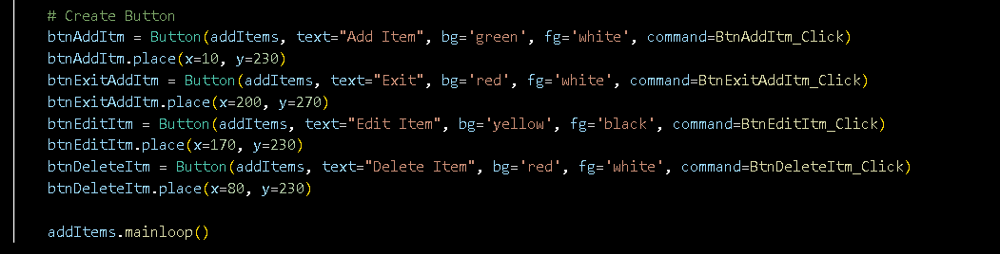 # Create Button
btnAddItm = Button(addItems, text="Add Item", bg='green', fg='white', command=BtnAddItm_Click)
btnAddItm.place(x=10, y=230)
btnExitAddItm = Button(addItems, text="Exit", bg='red', fg='white', command=BtnExitAddItm_Click)
btnExitAddItm.place(x=200, y=270)
btnEditItm = Button(addItems, text="Edit Item", bg='yellow', fg='black', command=BtnEditItm_Click)
btnEditItm.place(x=170, y=230)
btnDeleteItm = Button(addItems, text="Delete Item", bg='red', fg='white', command=BtnDeleteItm_Click)
btnDeleteItm.place(x=80, y=230)
addItems.mainloop()